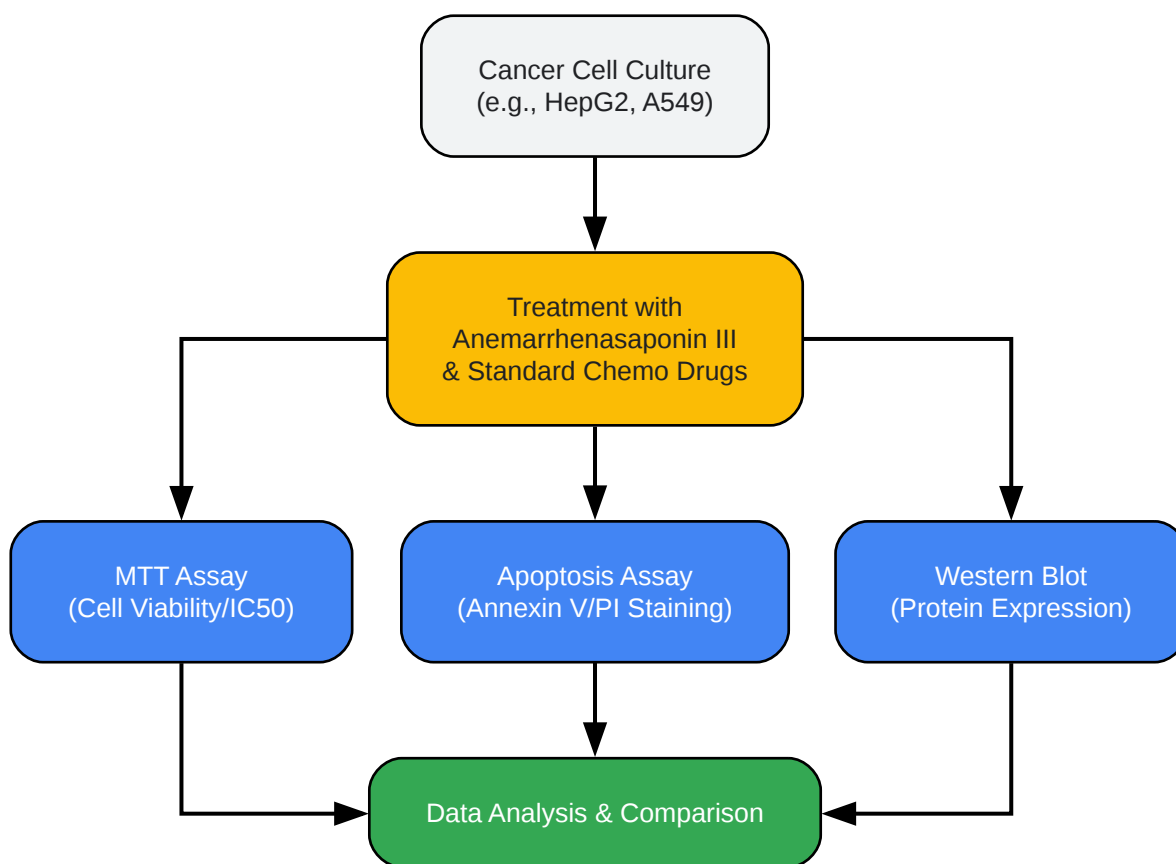 Cancer Cell Culture
(e.g., HepG2, A549)
Treatment with
Anemarrhenasaponin III
& Standard Chemo Drugs
MTT Assay
(Cell Viability/IC50)
Apoptosis Assay
(Annexin V/PI Staining)
Western Blot
(Protein Expression)
Data Analysis & Comparison